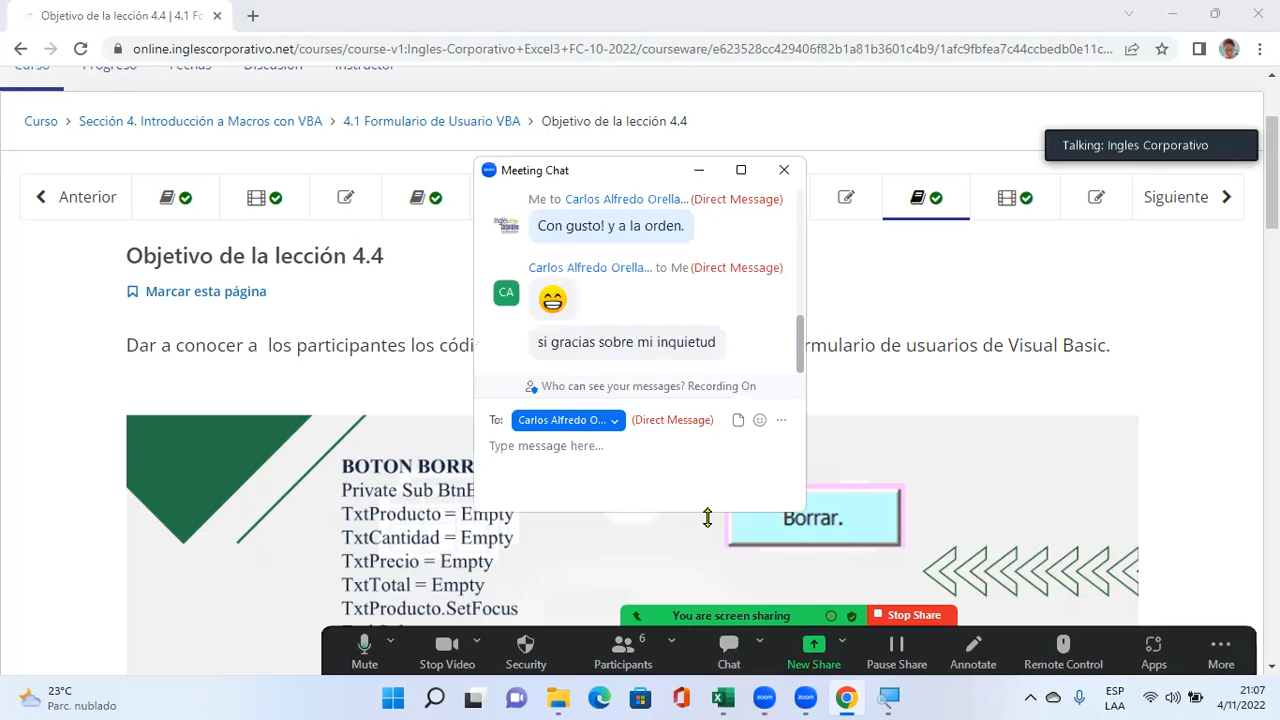 Objetivo de la lección 4.4 | 4.1 Fo
online.inglescorporativo.net/courses/course-v1:Ingles-Corporativo+Excel3+FC-10-2022/courseware/e623528cc429406f82b1a81b3601c4b9/1afc9fbfea7c44ccbedb0e11c...
Curso Progreso Fechas Discusión Instructor
Curso > Sección 4. Introducción a Macros con VBA > 4.1 Formulario de Usuario VBA > Objetivo de la lección 4.4
Talking: Ingles Corporativo
Anterior
Siguiente
Objetivo de la lección 4.4
Marcar esta página
Dar a conocer a los participantes los códi
rmulario de usuarios de Visual Basic.
Meeting Chat
Me to Carlos Alfredo Orella... (Direct Message)
Con gusto! y a la orden.
Carlos Alfredo Orella... to Me (Direct Message)
CA
si gracias sobre mi inquietud
Who can see your messages? Recording On
To: Carlos Alfredo O... (Direct Message)
Type message here...
BOTON BORR
Private Sub BtnE
TxtProducto = Empty
TxtCantidad = Empty
TxtPrecio = Empty
TxtTotal = Empty
TxtProducto.SetFocus
Borrar.
You are screen sharing
Stop Share
6
Mute Stop Video Security Participants Chat New Share Pause Share Annotate Remote Control Apps More
23°C
Parc. nublado
zoom zoom
ESP
LAA
21:07
4/11/2022